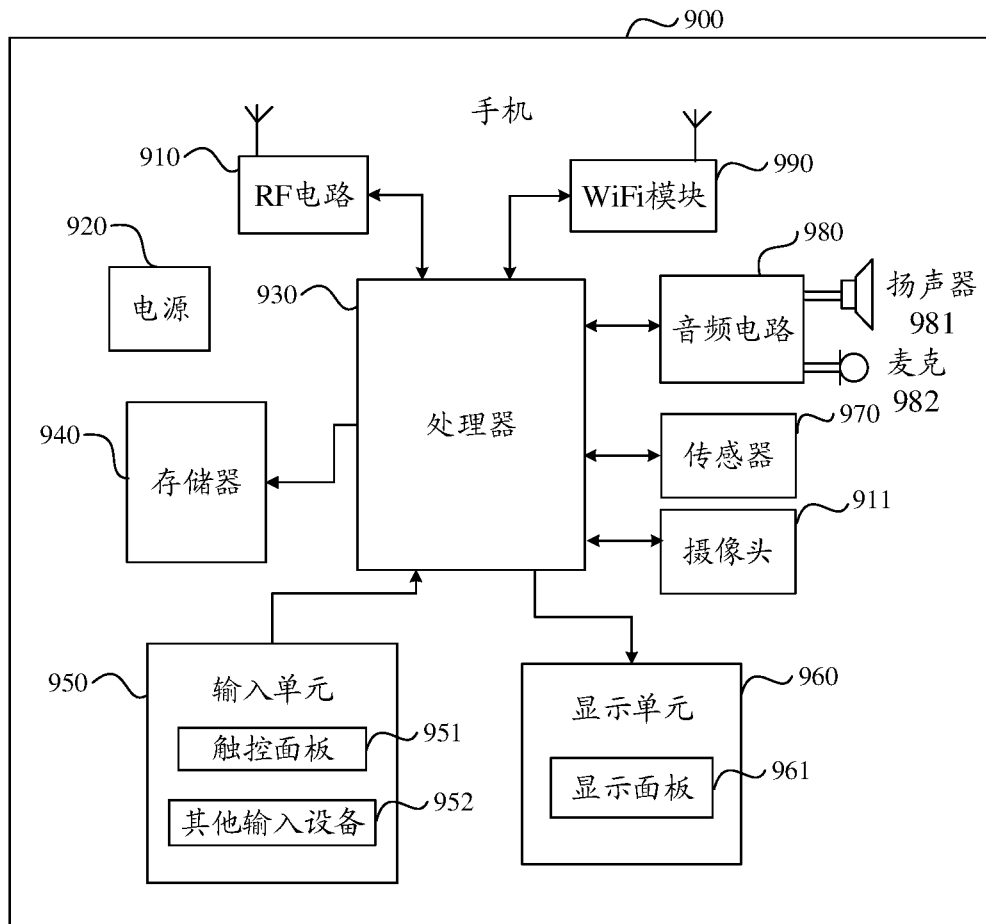 900
手机
910
RF电路
WiFi模块
990
920
电源
930
处理器
980
音频电路
扬声器
981
麦克
982
940
存储器
970
传感器
911
摄像头
950
输入单元
触控面板
951
其他输入设备
952
显示单元
960
显示面板
961